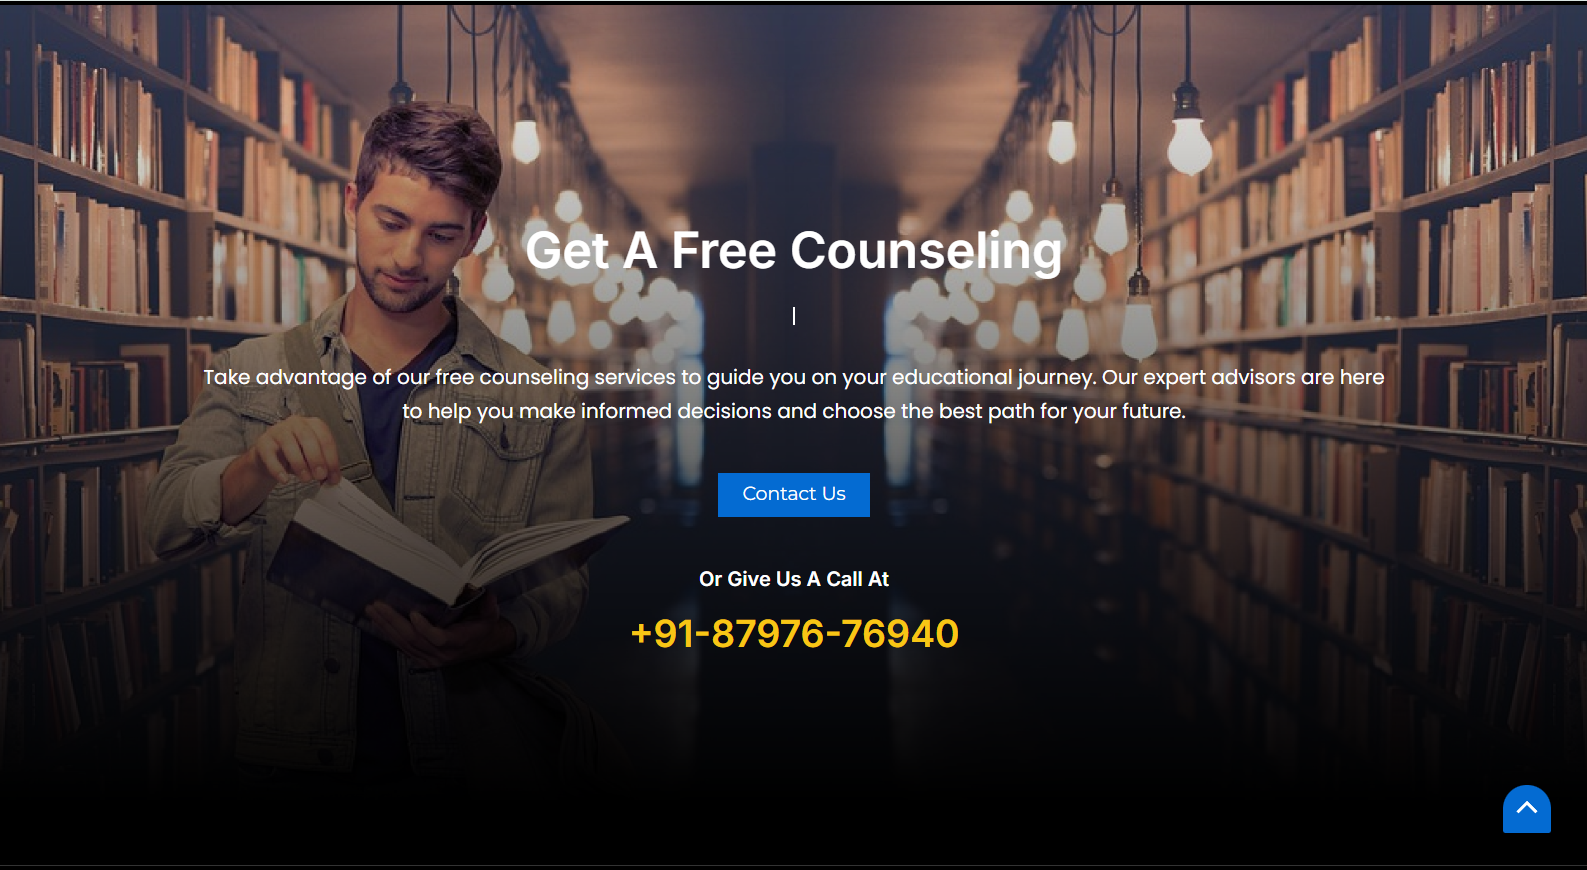 Get A Free Counseling
Take advantage of our free counseling services to guide you on your educational journey. Our expert advisors are here
to help you make informed decisions and choose the best path for your future.
Contact Us
Or Give Us A Call At
+91-87976-76940